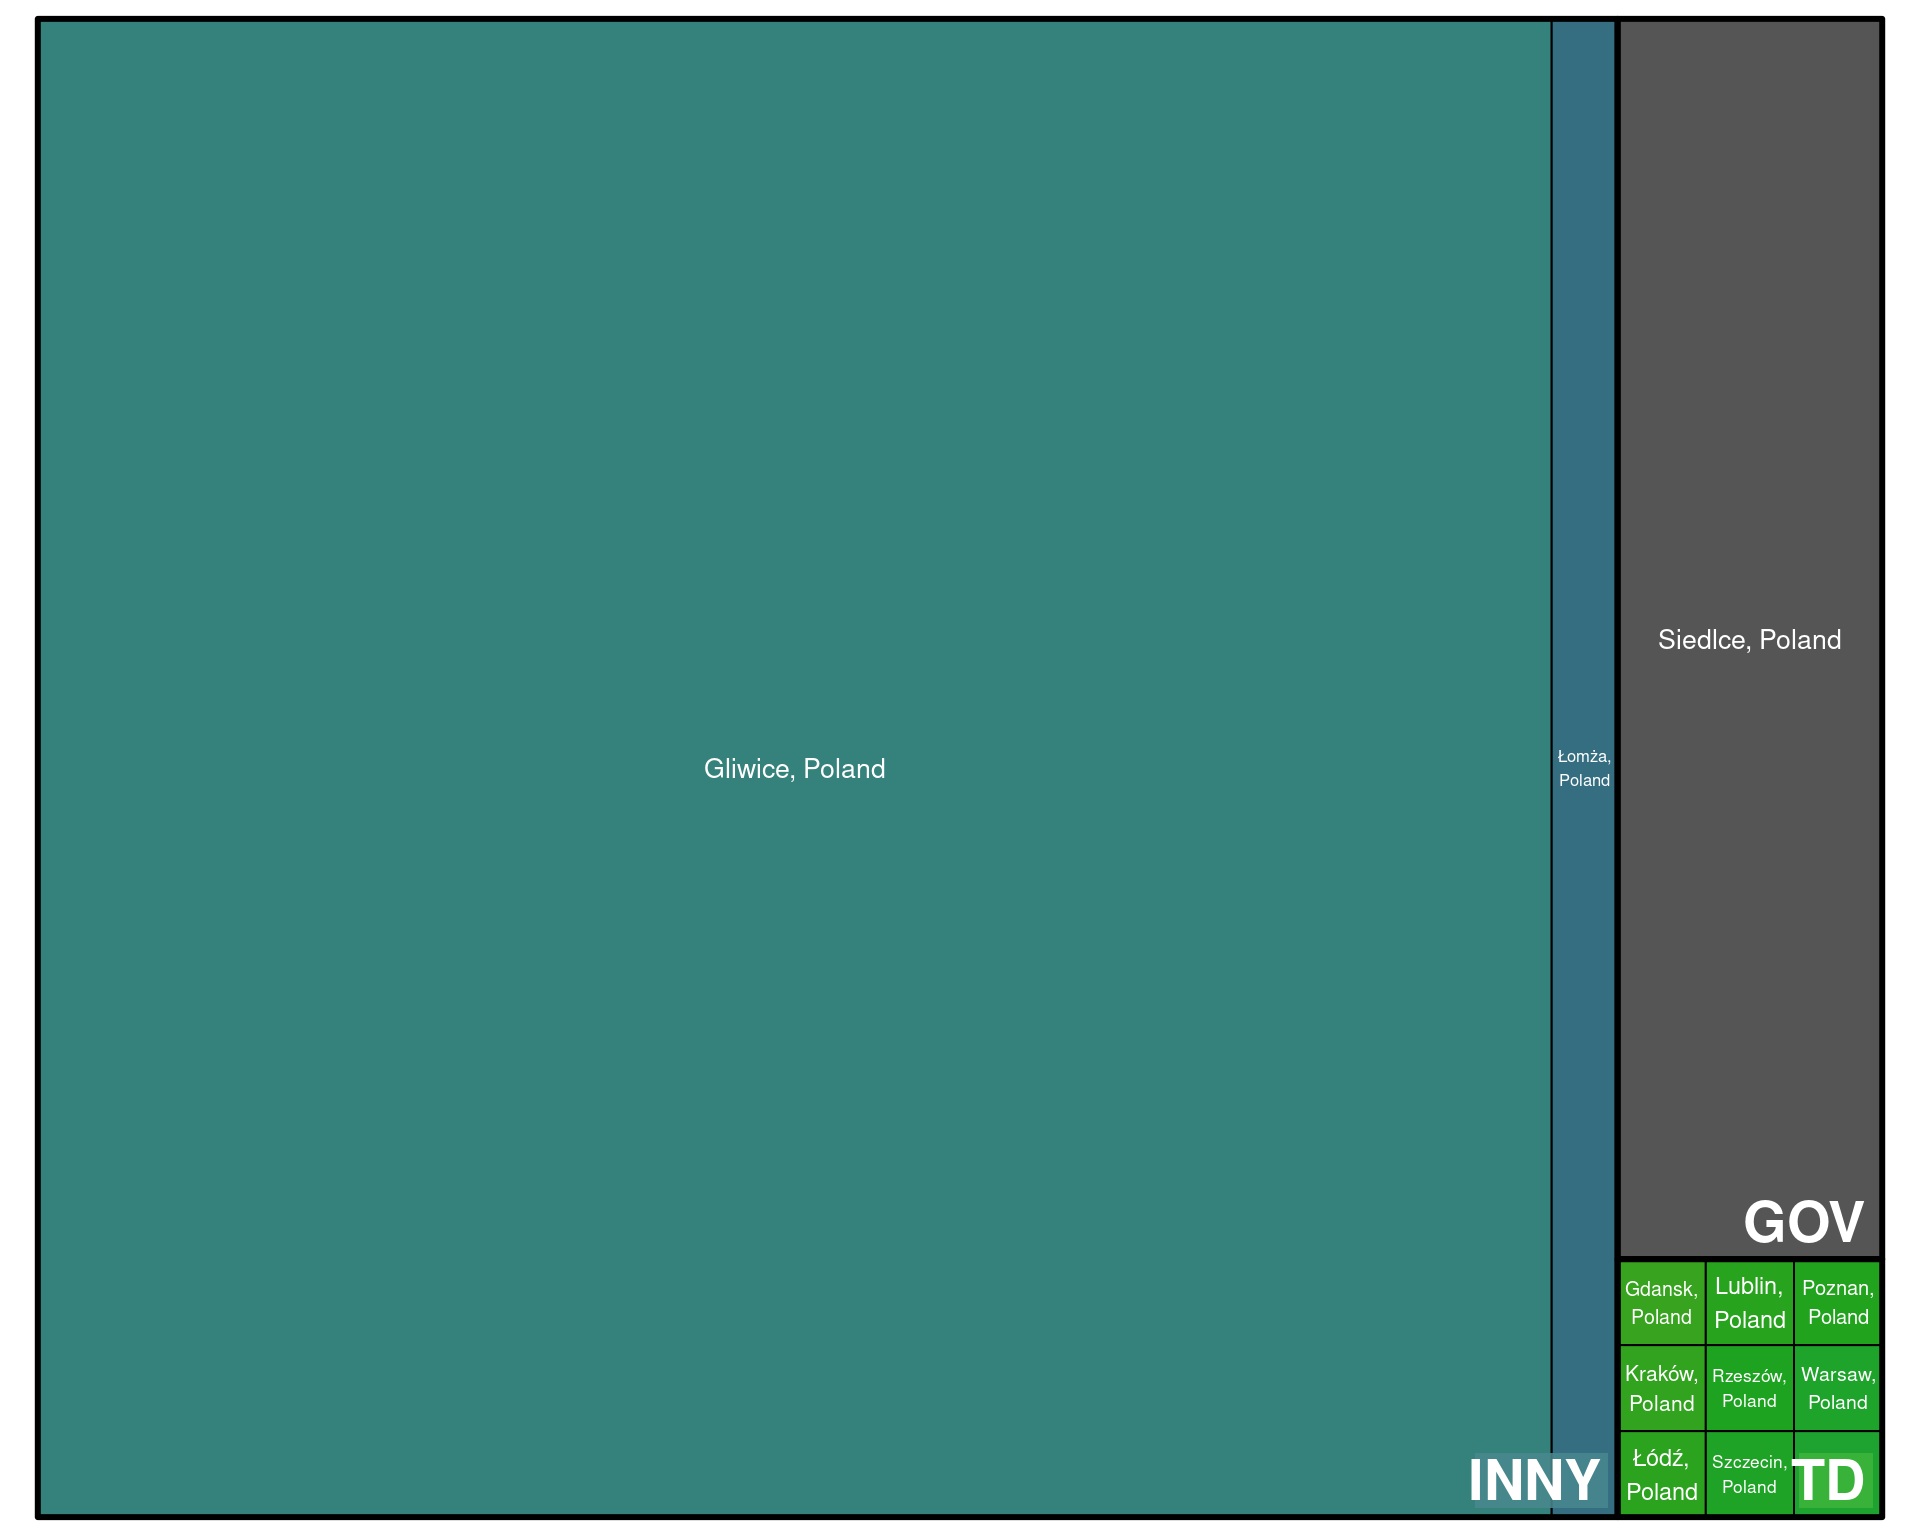 Gliwice, Poland
Łomża,
Poland
INNY
Siedlce, Poland
GOV
Gdansk,
Poland
Lublin,
Poland
Poznan,
Poland
Kraków,
Poland
Rzeszów,
Poland
Warsaw,
Poland
Łódź,
Poland
Szczecin,
Poland
TD